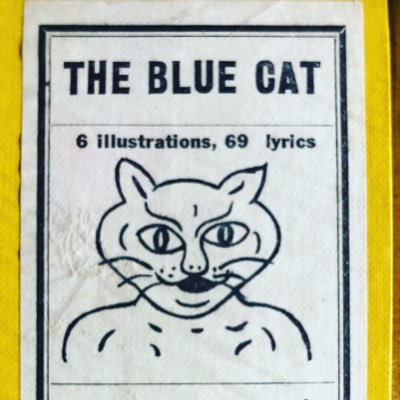 THE BLUE CAT
6 illustrations, 69 lyrics